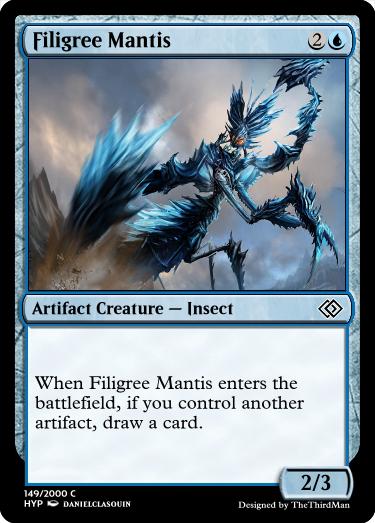 Filigree Mantis 2
Artifact Creature — Insect
When Filigree Mantis enters the
battlefield, if you control another
artifact, draw a card.
2/3
149/2000 C
HYP DANIELCLASOUIN
Designed by TheThirdMan